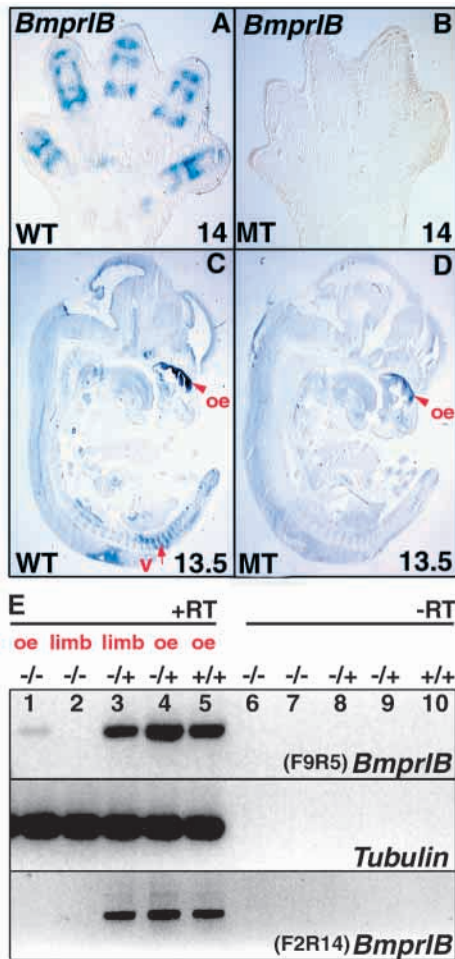 BmprIB A
BmprIB B
WT 14
MT 14
C
D
oe
oe
WT v 13.5
MT 13.5
E
+RT -RT
oe limb limb oe oe
-/- -/- -/+ -/+ +/+ -/- -/- -/+ -/+ +/+
1 2 3 4 5 6 7 8 9 10
(F9R5) BmprIB
Tubulin
(F2R14) BmprIB